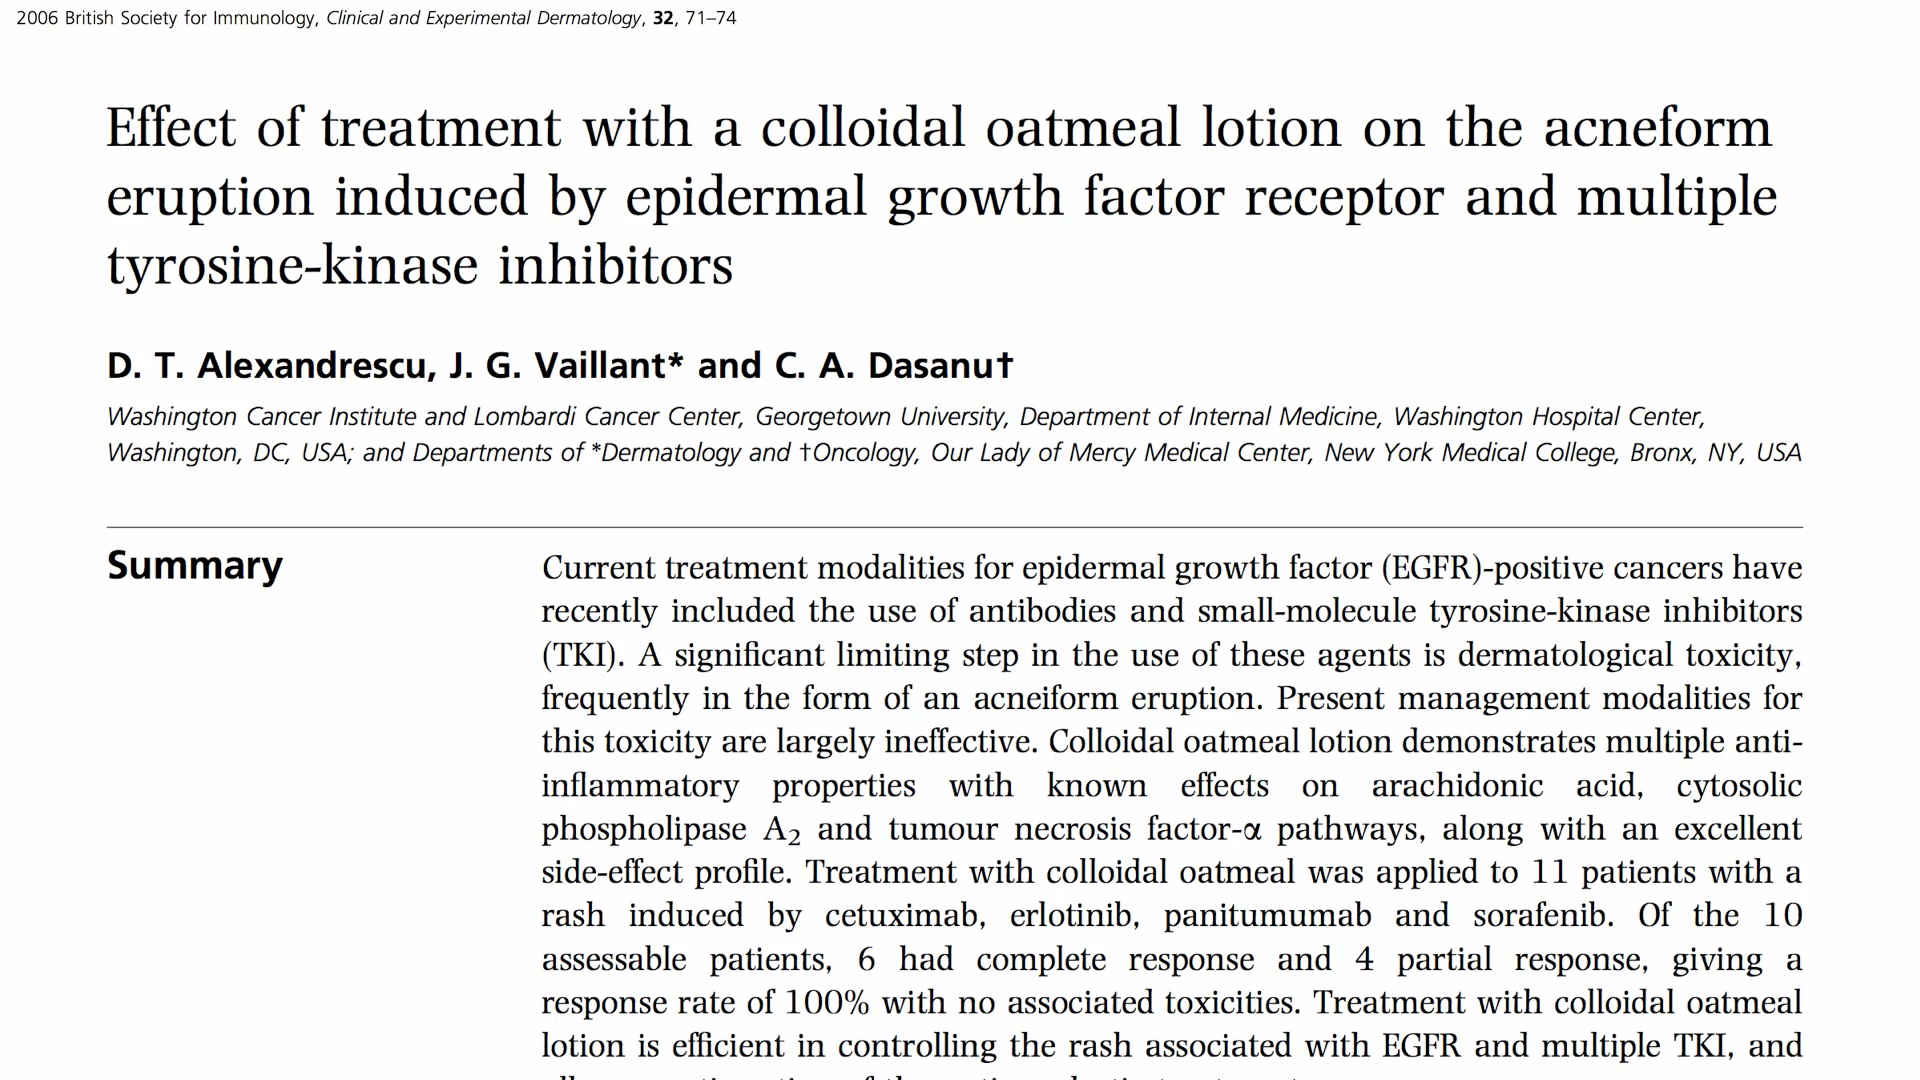 2006 British Society for Immunology, Clinical and Experimental Dermatology, 32, 71–74
Effect of treatment with a colloidal oatmeal lotion on the acneform
eruption induced by epidermal growth factor receptor and multiple
tyrosine-kinase inhibitors
D. T. Alexandrescu, J. G. Vaillant* and C. A. Dasanu†
Washington Cancer Institute and Lombardi Cancer Center, Georgetown University, Department of Internal Medicine, Washington Hospital Center,
Washington, DC, USA; and Departments of *Dermatology and †Oncology, Our Lady of Mercy Medical Center, New York Medical College, Bronx, NY, USA
Summary
Current treatment modalities for epidermal growth factor (EGFR)-positive cancers have
recently included the use of antibodies and small-molecule tyrosine-kinase inhibitors
(TKI). A significant limiting step in the use of these agents is dermatological toxicity,
frequently in the form of an acneiform eruption. Present management modalities for
this toxicity are largely ineffective. Colloidal oatmeal lotion demonstrates multiple anti-
inflammatory properties with known effects on arachidonic acid, cytosolic
phospholipase A₂ and tumour necrosis factor-α pathways, along with an excellent
side-effect profile. Treatment with colloidal oatmeal was applied to 11 patients with a
rash induced by cetuximab, erlotinib, panitumumab and sorafenib. Of the 10
assessable patients, 6 had complete response and 4 partial response, giving a
response rate of 100% with no associated toxicities. Treatment with colloidal oatmeal
lotion is efficient in controlling the rash associated with EGFR and multiple TKI, and